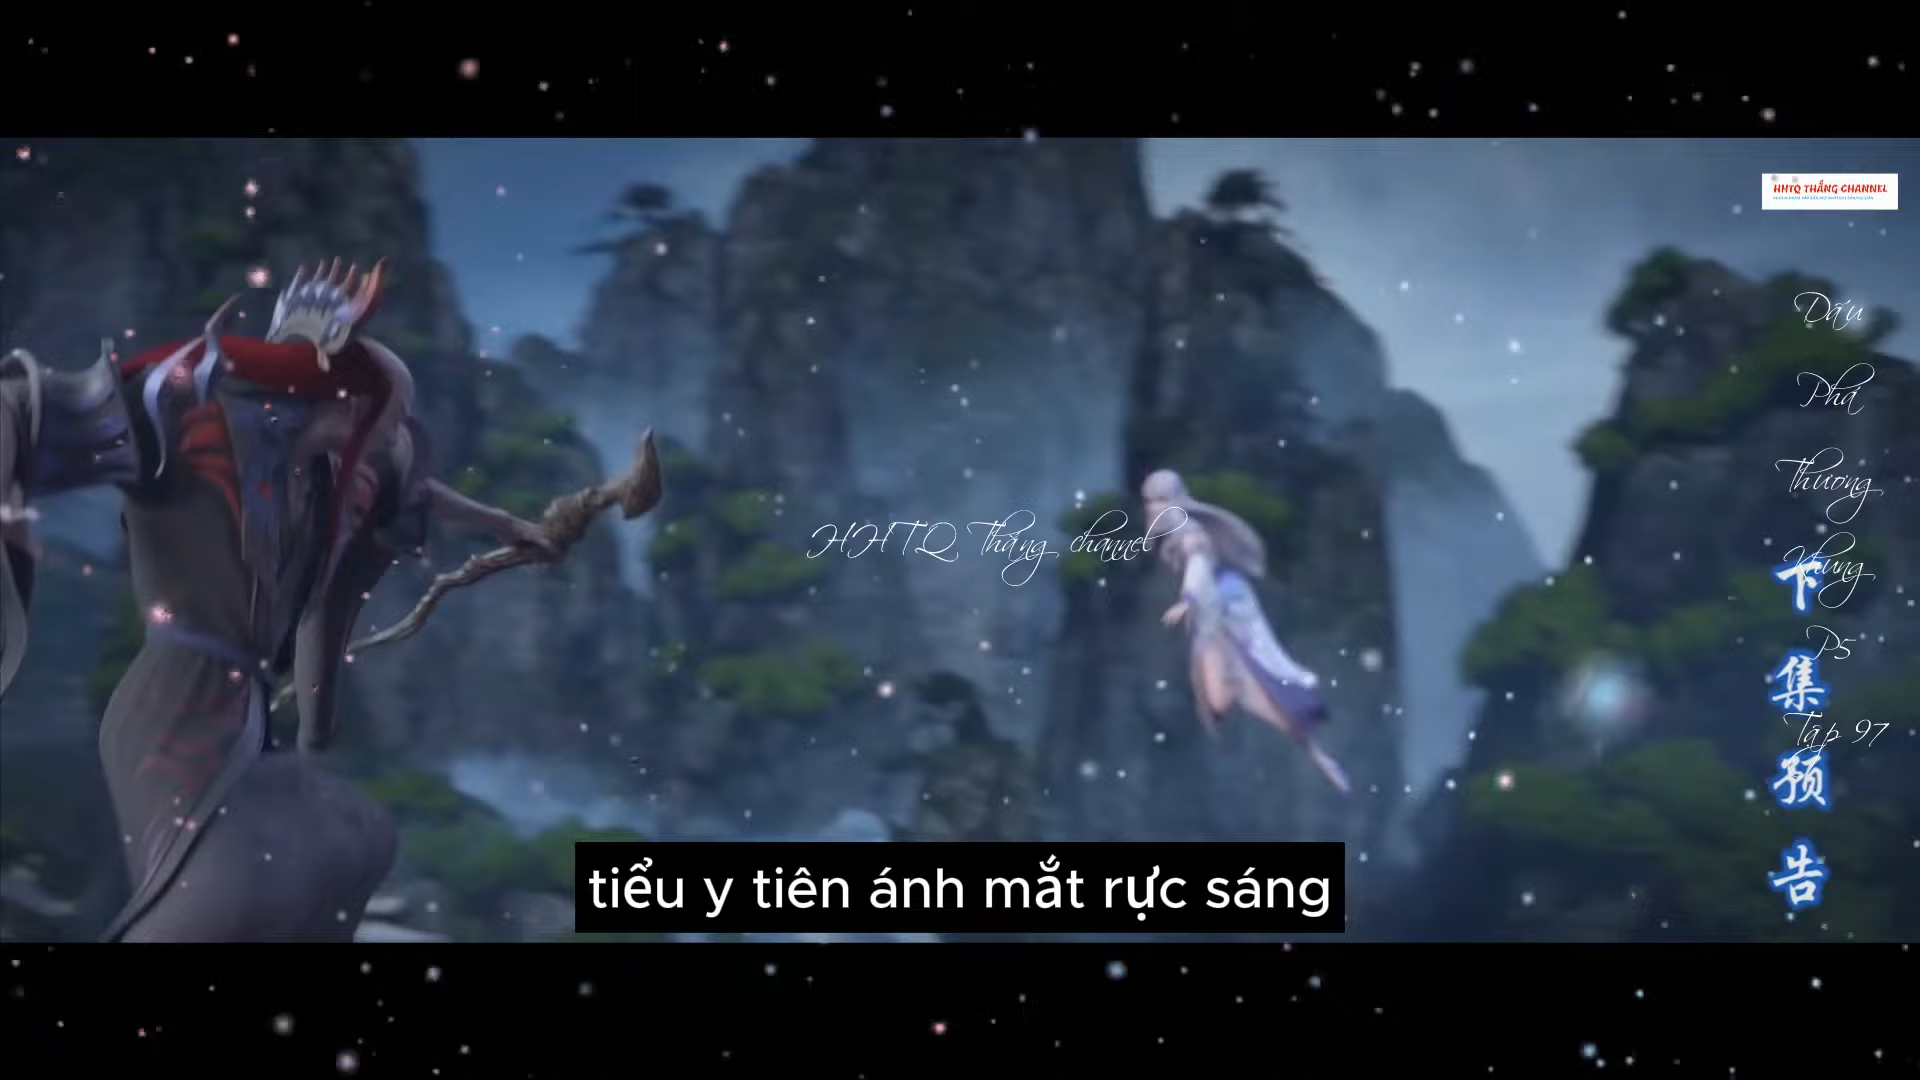 HHTQ THẮNG CHANNEL
Dấu
Phá
Thương
Khung
P5
Tập 97
下
集
预
告
HHTQ Thắng channel
tiểu y tiên ánh mắt rực sáng